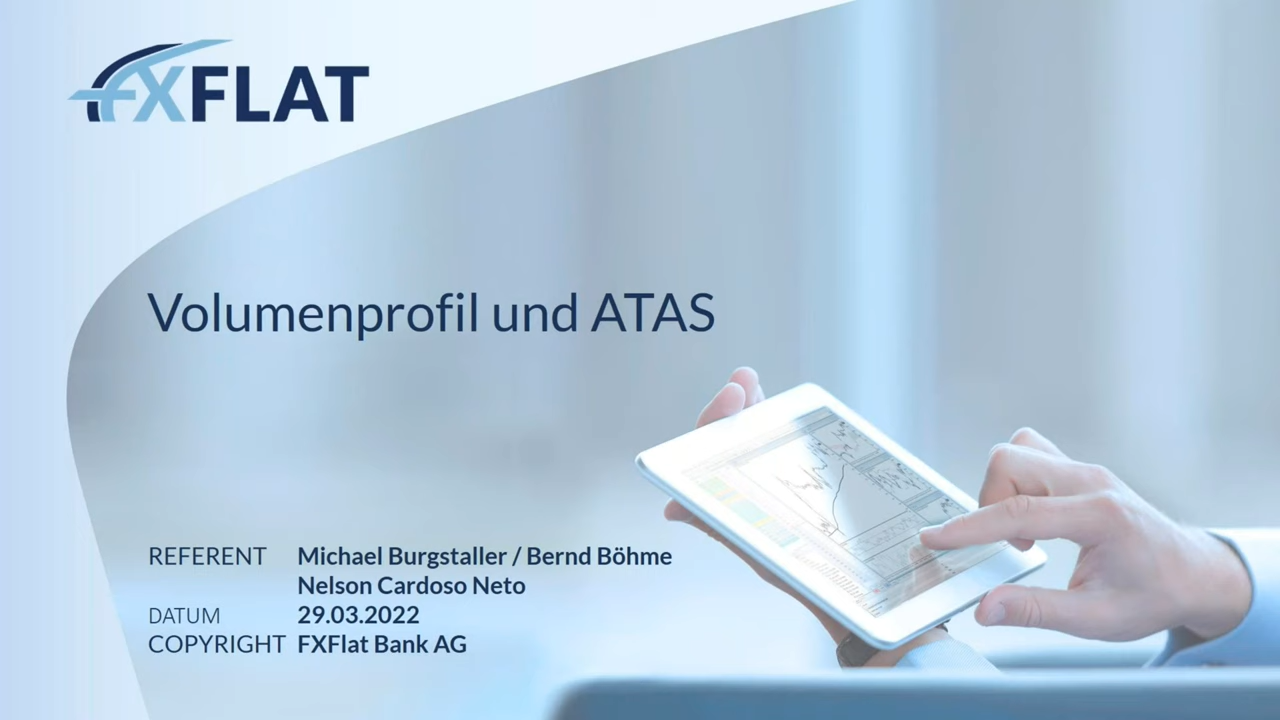 FXFLAT
Volumenprofil und ATAS
REFERENT Michael Burgstaller / Bernd Böhme
Nelson Cardoso Neto
DATUM 29.03.2022
COPYRIGHT FXFlat Bank AG